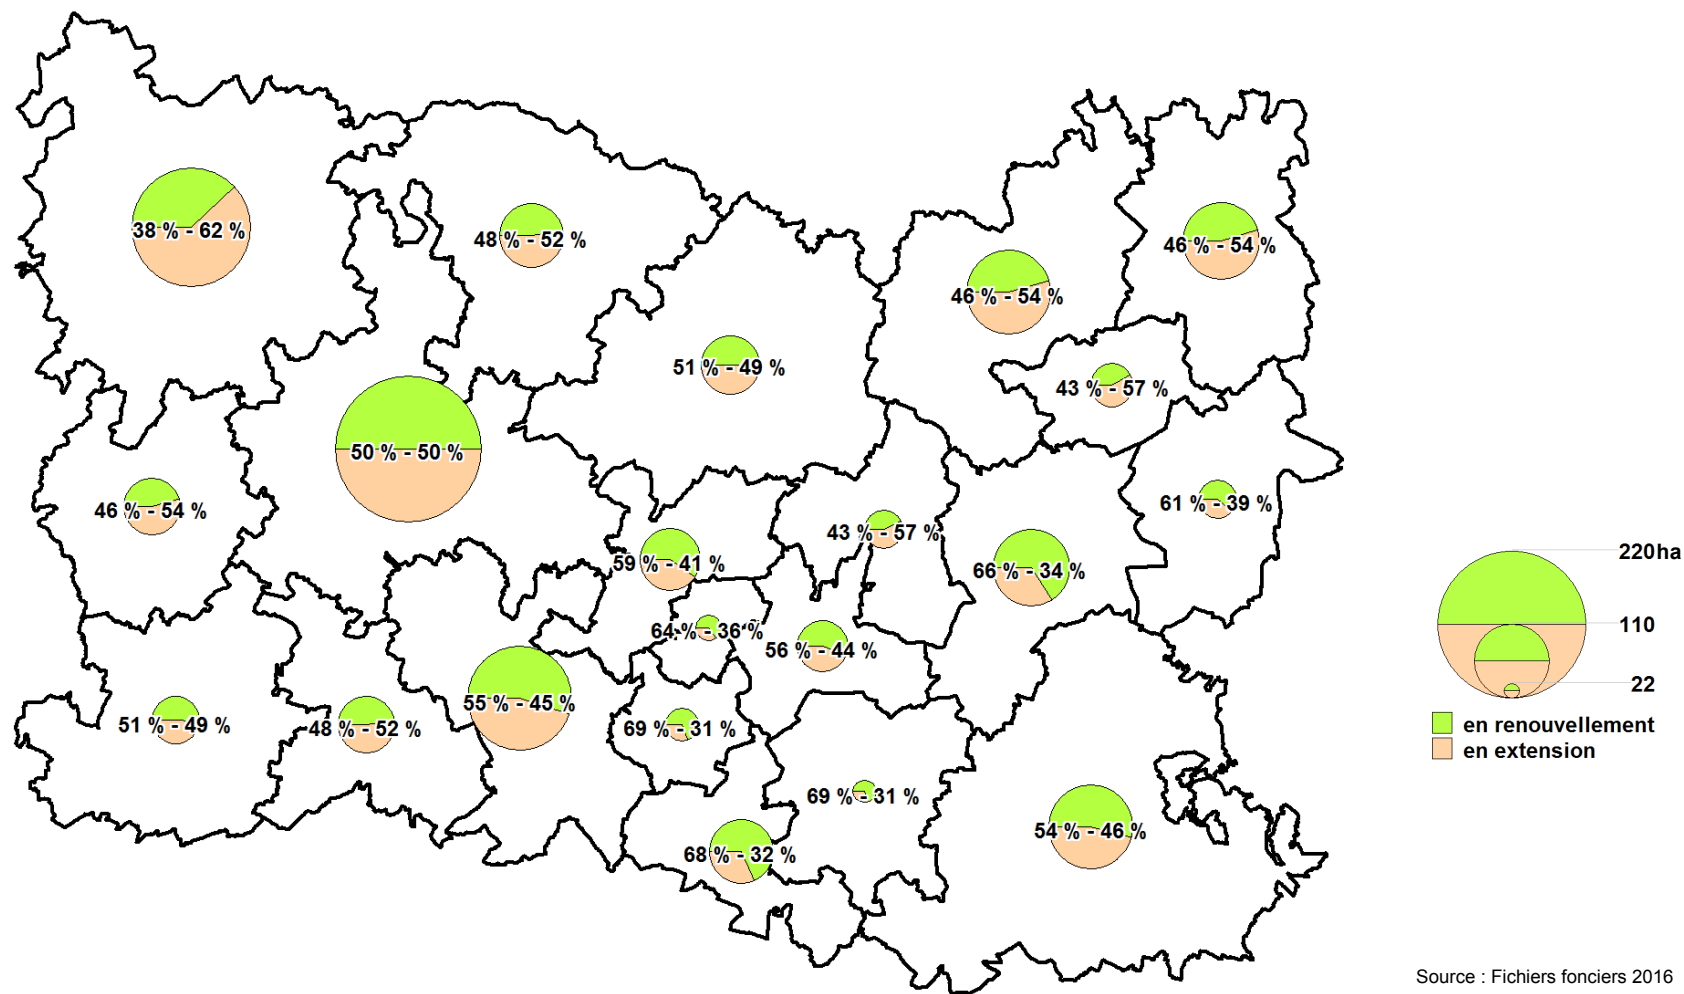 38 % - 62 %
48 % - 52 %
46 % - 54 %
46 % - 54 %
51 % - 49 %
43 % - 57 %
50 % - 50 %
46 % - 54 %
61 % - 39 %
43 % - 57 %
59 % - 41 %
66 % - 34 %
64 % - 36 %
56 % - 44 %
55 % - 45 %
51 % - 49 %
48 % - 52 %
69 % - 31 %
69 % - 31 %
54 % - 46 %
68 % - 32 %
220 ha
110
22
en renouvellement
en extension
Source : Fichiers fonciers 2016